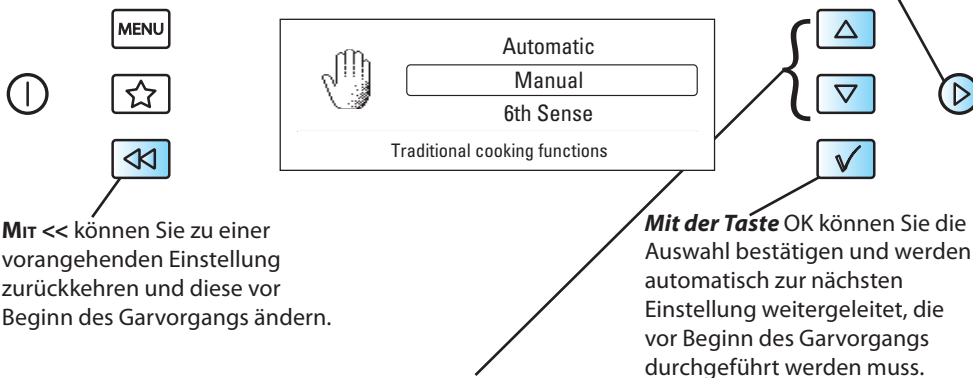 MENU
Automatic
Manual
6th Sense
Traditional cooking functions
MIT << können Sie zu einer
vorangehenden Einstellung
zurückkehren und diese vor
Beginn des Garvorgangs ändern.
Mit der Taste OK können Sie die
Auswahl bestätigen und werden
automatisch zur nächsten
Einstellung weitergeleitet, die
vor Beginn des Garvorgangs
durchgeführt werden muss.